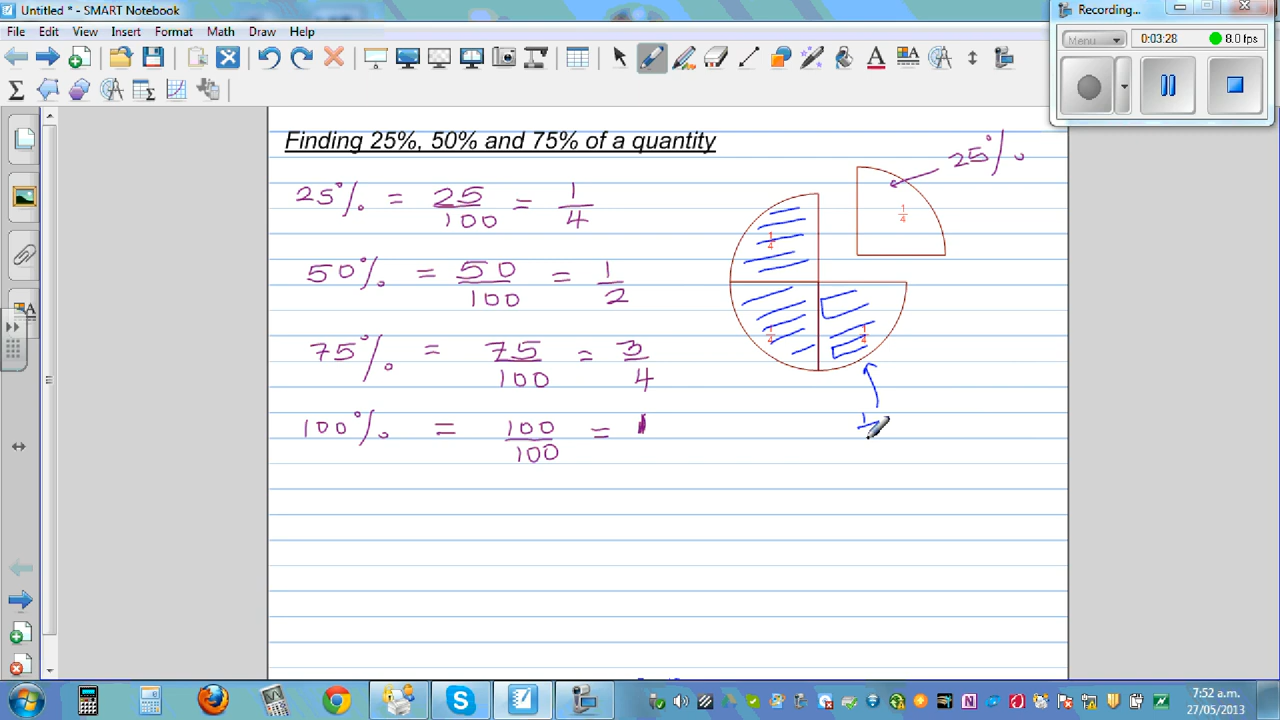 Untitled * - SMART Notebook
File Edit View Insert Format Math Draw Help
Recording...
Menu
0:03:28
8.0 fps
Finding 25%, 50% and 75% of a quantity
25% = 25/100 = 1/4
50% = 50/100 = 1/2
75% = 75/100 = 3/4
100% = 100/100 = 1
25%
1/4
1/4
1/4
1/4
7:52 a.m.
27/05/2013